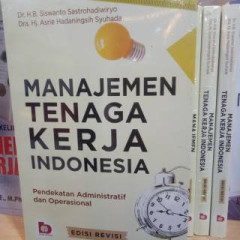 Dr. H.B. Siswanto Sastrohadiwiryo
Dra. Hj. Asrie Hadaningsih Syuhada
MANAJEMEN
TENAGA
KERJA
INDONESIA
Pendekatan Administratif
dan Operasional
EDISI REVISI
MANAJEMEN
TENAGA KERJA INDONESIA
MANAJEMEN
TENAGA KERJA INDONESIA